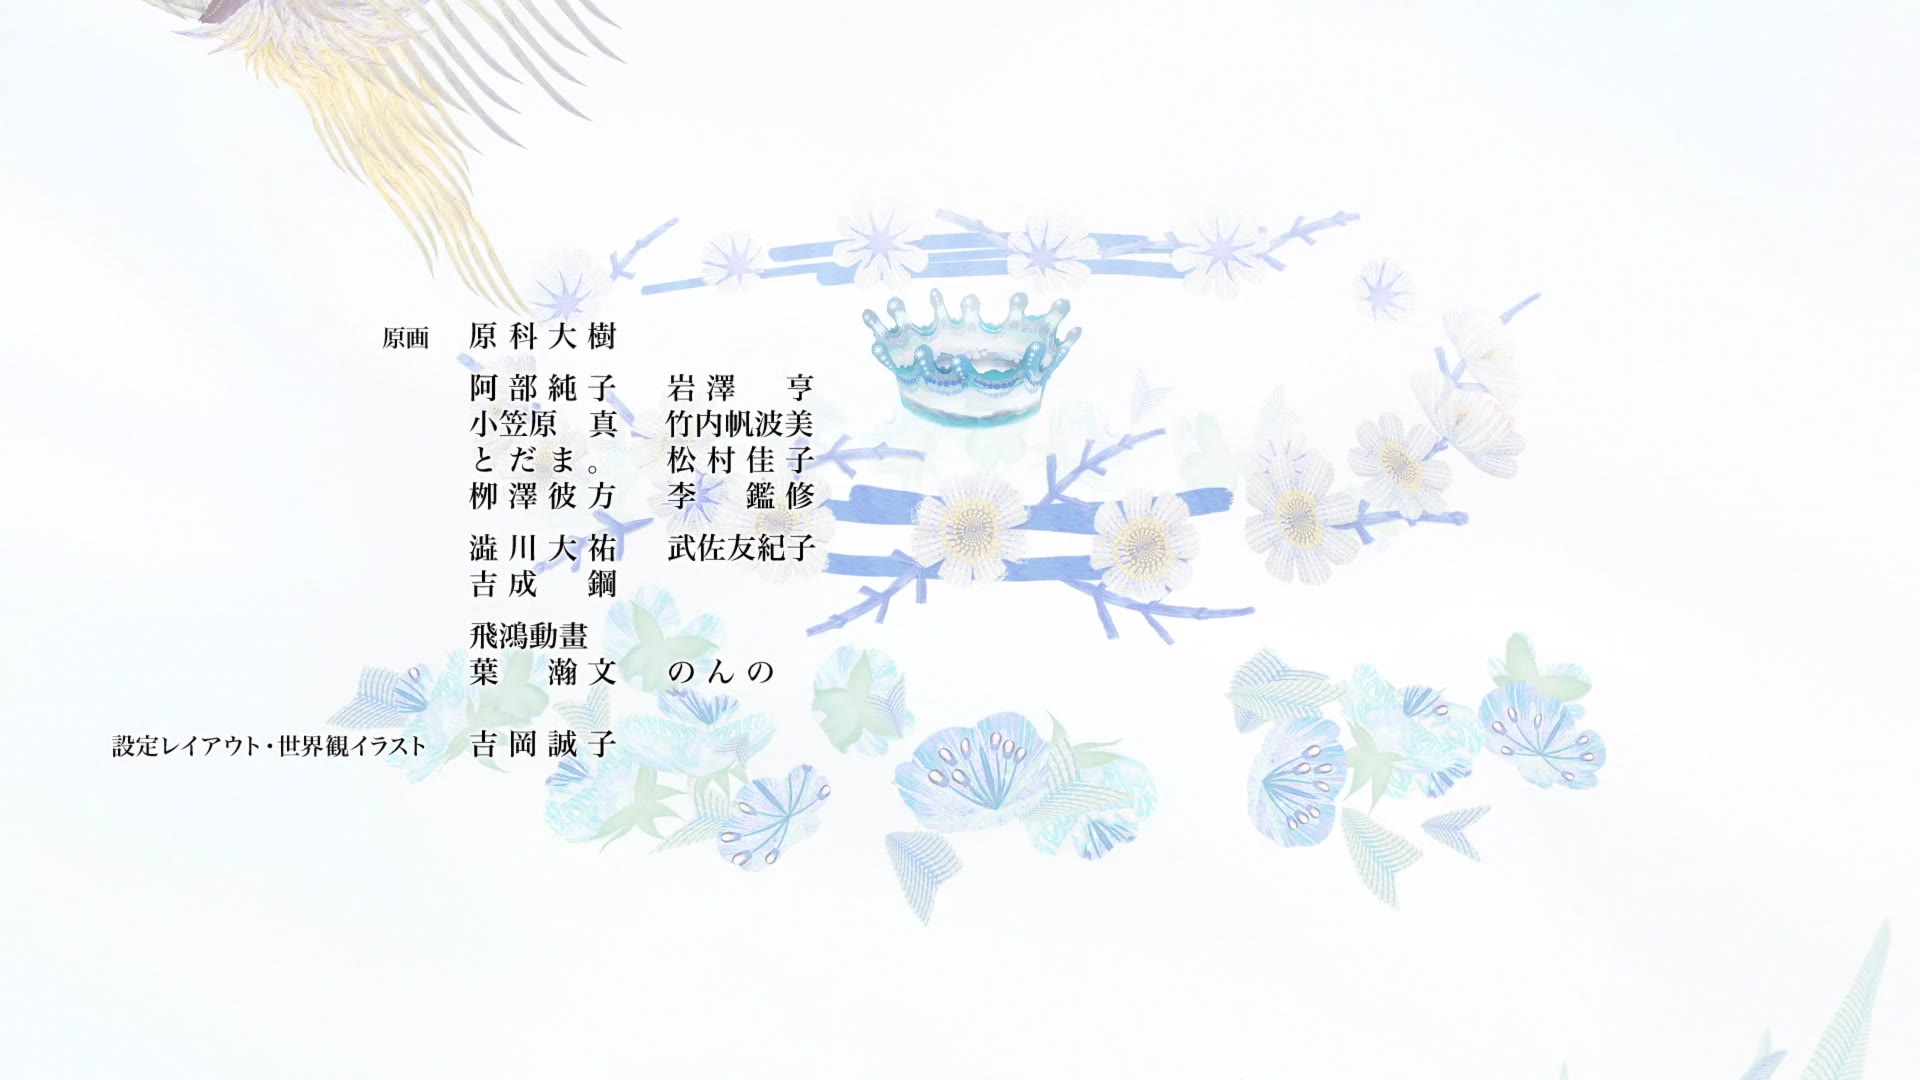 原画 原科大樹
阿部純子 岩澤 亨
小笠原 真 竹内帆波美
とだま。 松村佳子
栁澤彼方 李 鑑修
澁川大祐 武佐友紀子
吉成 鋼
飛鴻動畫
葉 瀚文 のんの
設定レイアウト・世界観イラスト 吉岡誠子